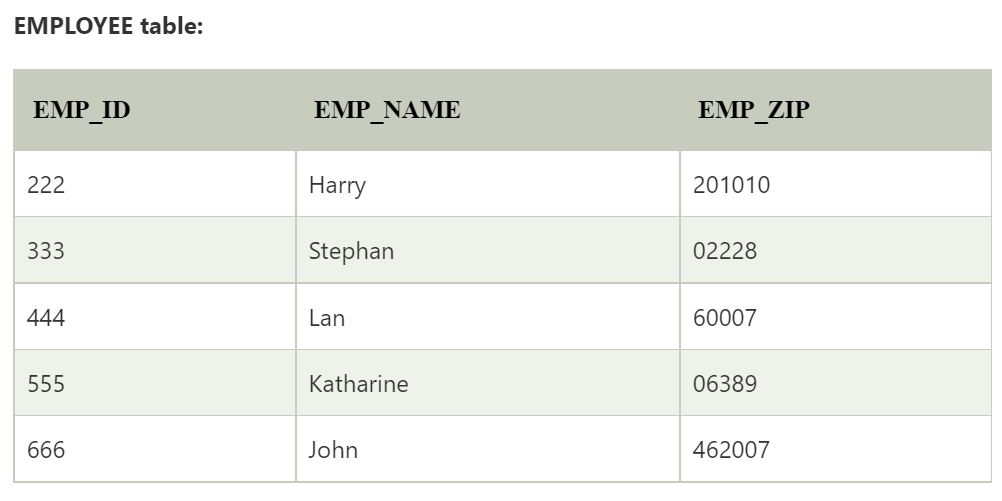 EMPLOYEE table:
EMP_ID EMP_NAME EMP_ZIP
222 Harry 201010
333 Stephan 02228
444 Lan 60007
555 Katharine 06389
666 John 462007